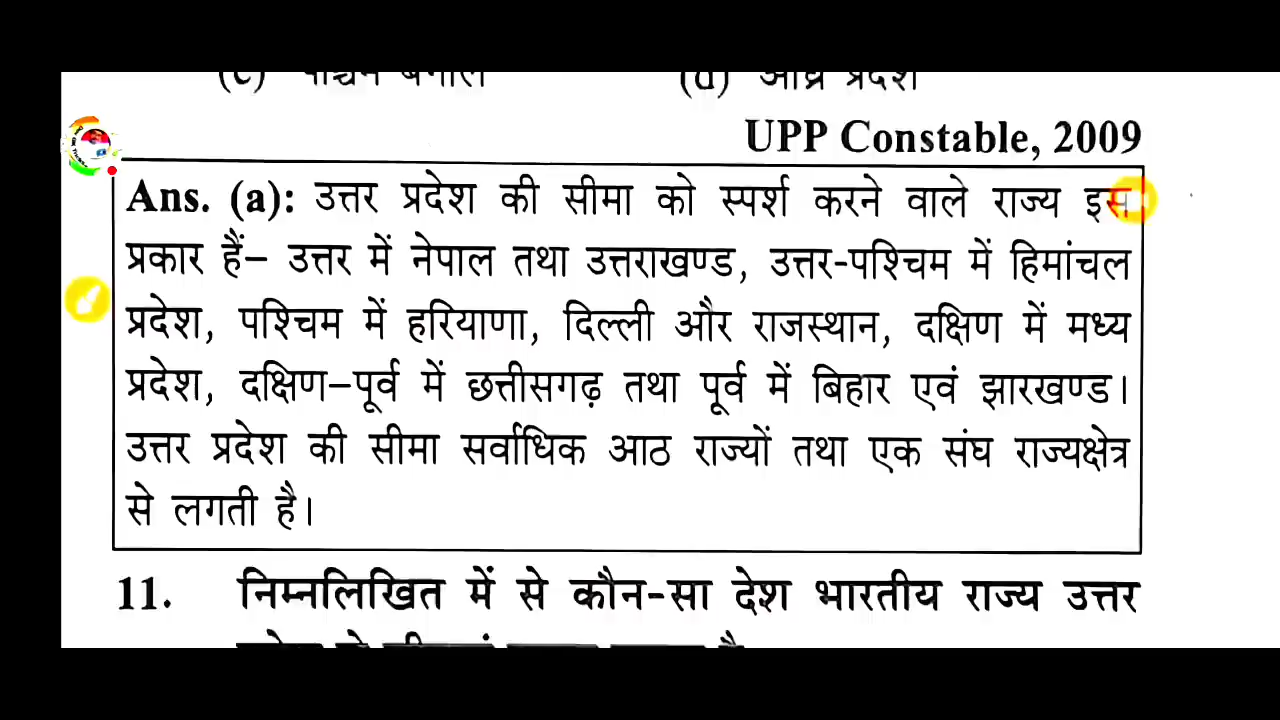 (c) पश्चिम बंगाल (d) आंध्र प्रदेश
UPP Constable, 2009
Ans. (a): उत्तर प्रदेश की सीमा को स्पर्श करने वाले राज्य इस
प्रकार हैं– उत्तर में नेपाल तथा उत्तराखण्ड, उत्तर-पश्चिम में हिमांचल
प्रदेश, पश्चिम में हरियाणा, दिल्ली और राजस्थान, दक्षिण में मध्य
प्रदेश, दक्षिण–पूर्व में छत्तीसगढ़ तथा पूर्व में बिहार एवं झारखण्ड।
उत्तर प्रदेश की सीमा सर्वाधिक आठ राज्यों तथा एक संघ राज्यक्षेत्र
से लगती है।
11. निम्नलिखित में से कौन-सा देश भारतीय राज्य उत्तर